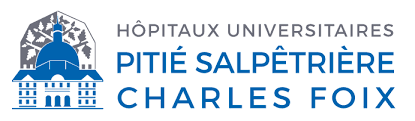 HÔPITAUX UNIVERSITAIRES
PITIÉ SALPÊTRIÈRE
CHARLES FOIX